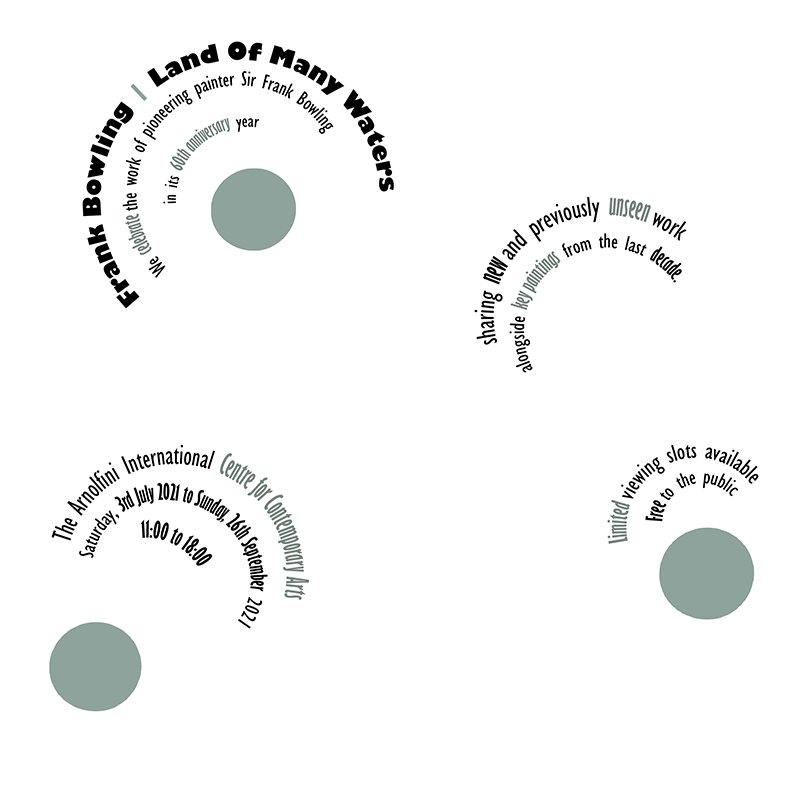 Frank Bowling | Land Of Many Waters
We celebrate the work of pioneering painter Sir Frank Bowling
in its 60th anniversary year
sharing new and previously unseen work
alongside key paintings from the last decade.
The Arnolfini International Centre for Contemporary Arts
Saturday, 3rd July 2021 to Sunday, 26th September 2021
11:00 to 18:00
Limited viewing slots available
Free to the public